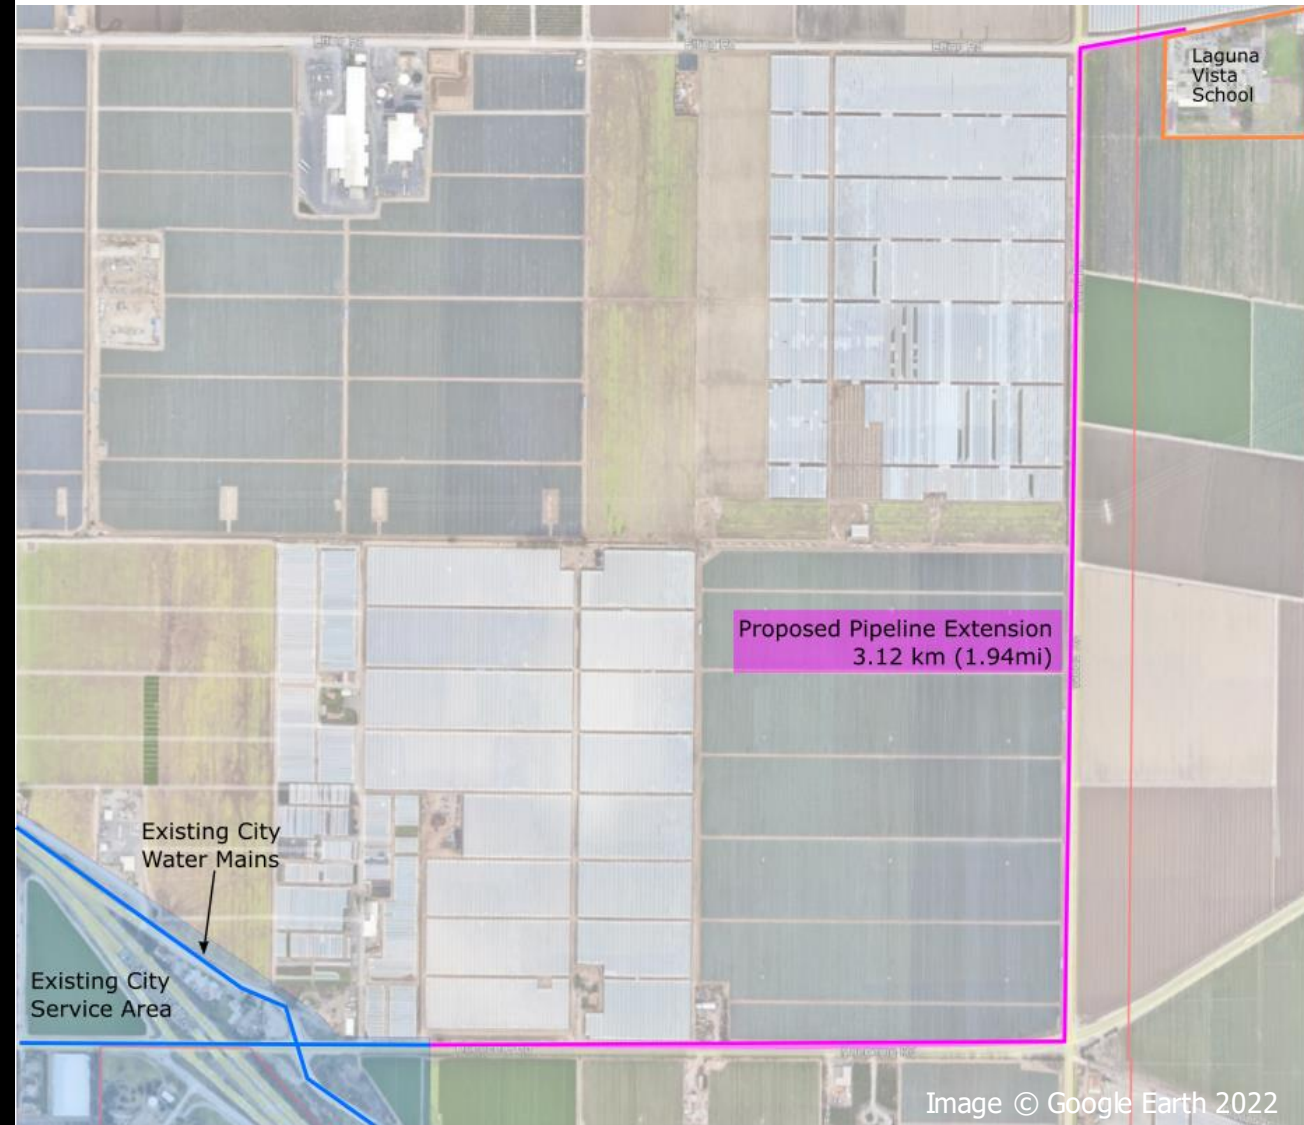 Laguna
Vista
School
Proposed Pipeline Extension
3.12 km (1.94mi)
Existing City
Water Mains
Existing City
Service Area
Image © Google Earth 2022